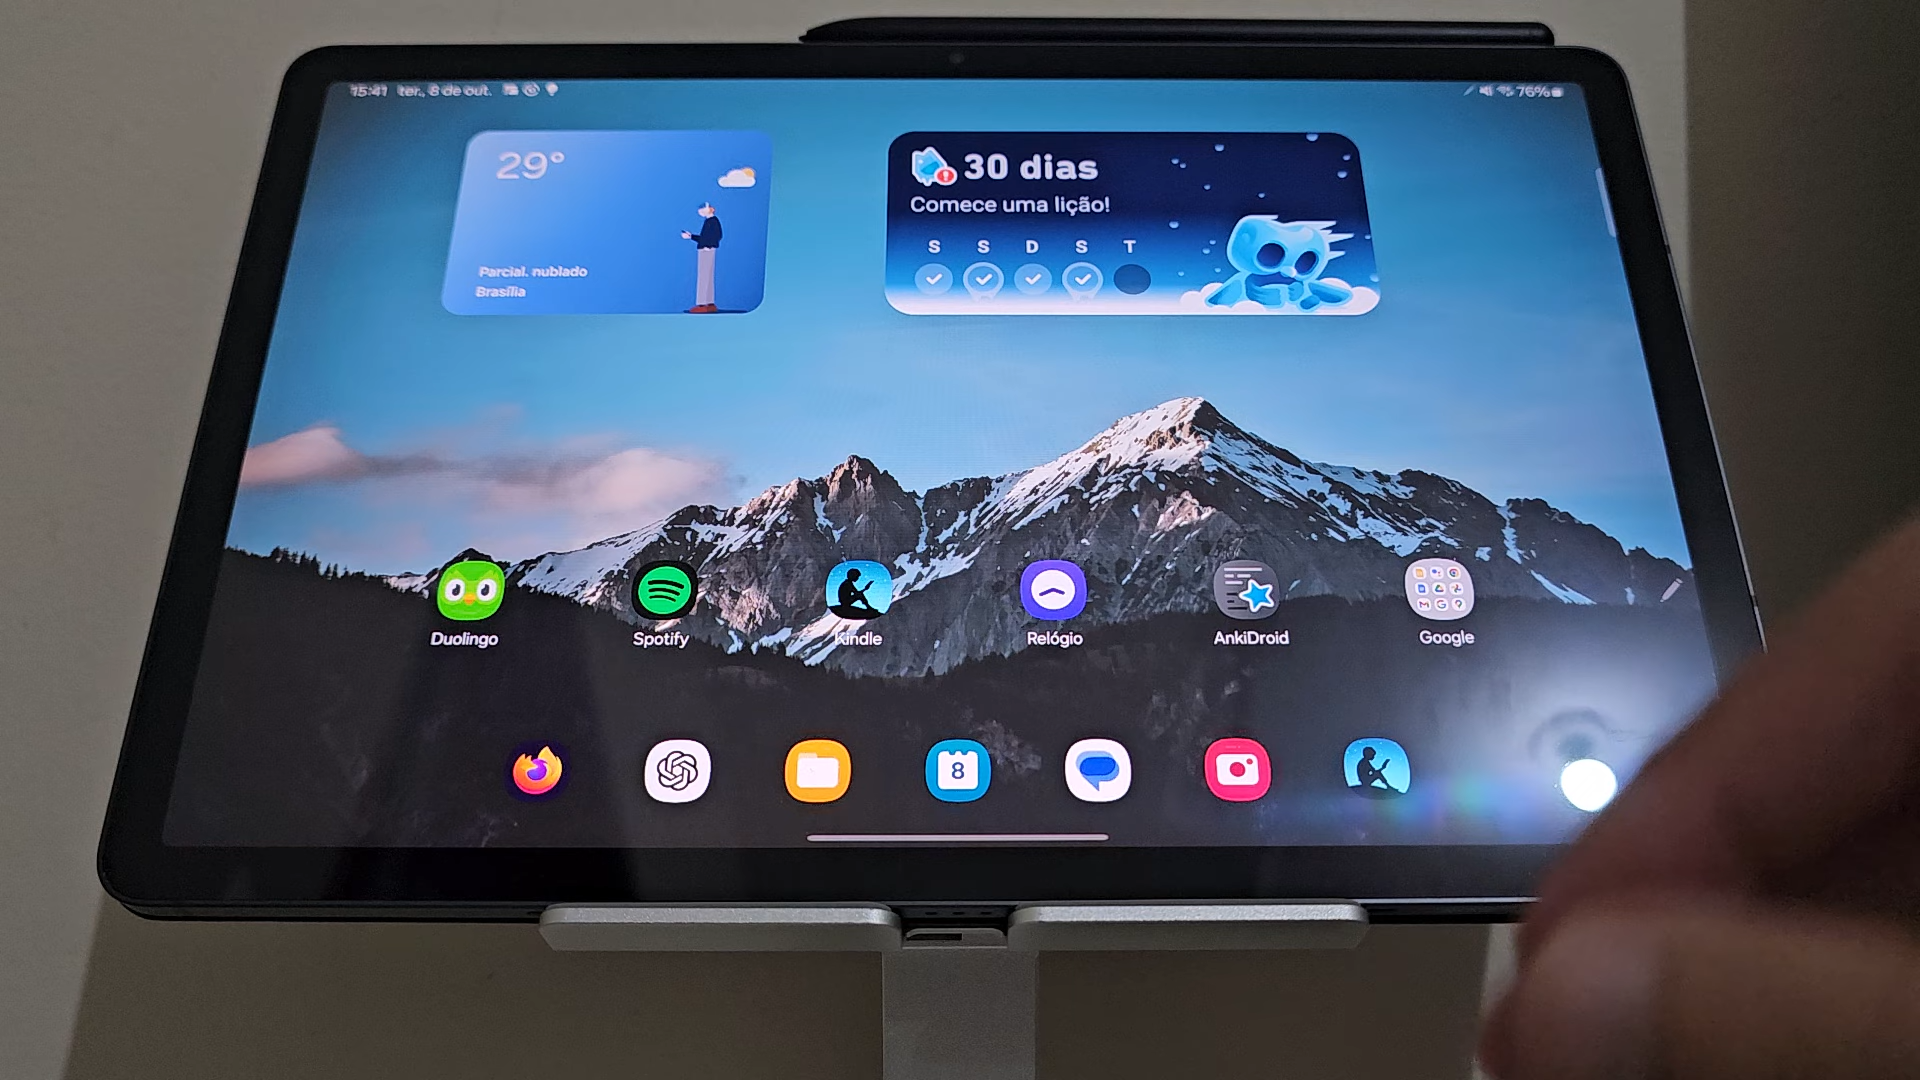 15:41 ter., 8 de out.
76%
29°
Parcial. nublado
Brasília
30 dias
Comece uma lição!
S S D S T
Duolingo
Spotify
Kindle
Relógio
AnkiDroid
Google
8